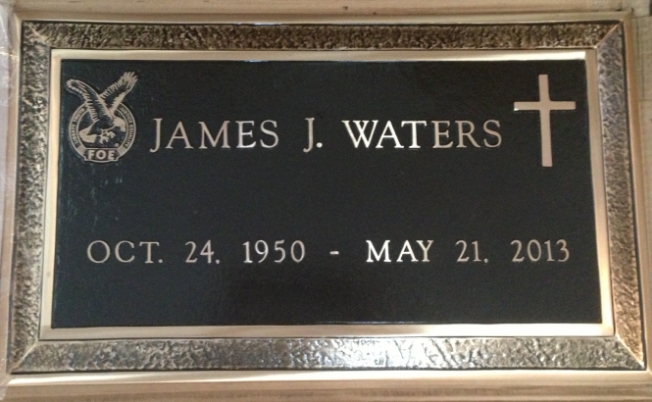 FOE
JAMES J. WATERS
OCT. 24, 1950 - MAY 21, 2013